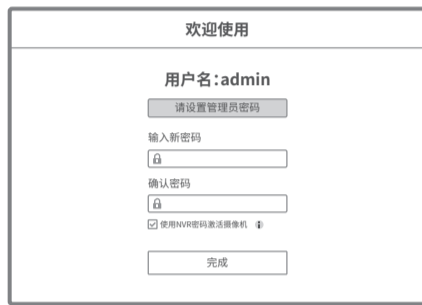 欢迎使用
用户名:admin
请设置管理员密码
输入新密码
确认密码
使用NVR密码激活摄像机
完成